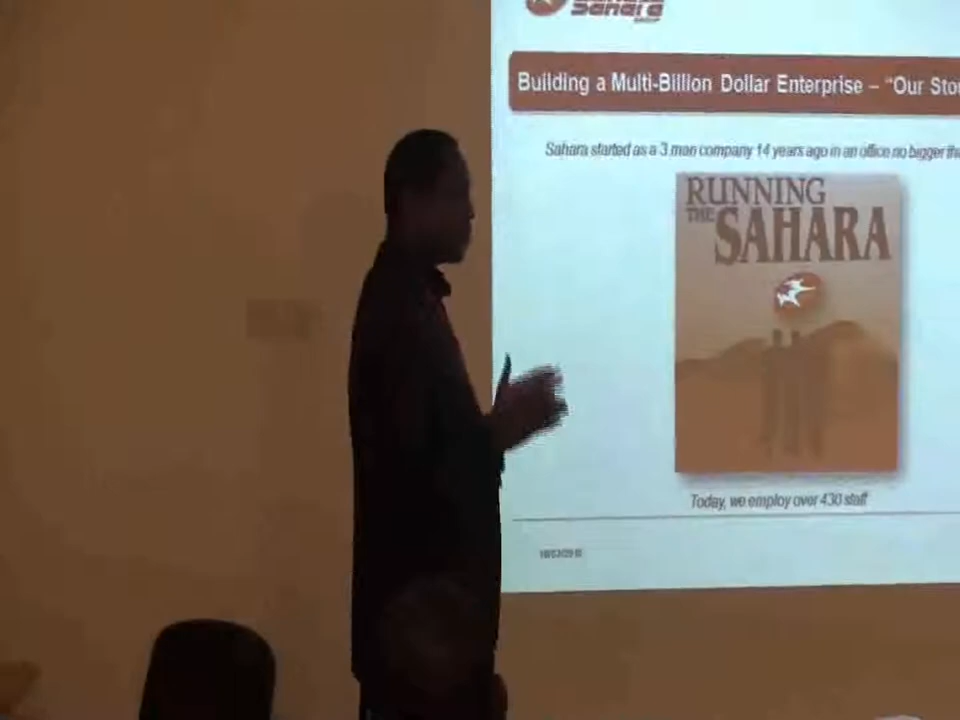 sahara
Building a Multi-Billion Dollar Enterprise – “Our Sto
Sahara started as a 3 man company 14 years ago in an office no bigger tha
RUNNING
THE
SAHARA
Today, we employ over 430 staff